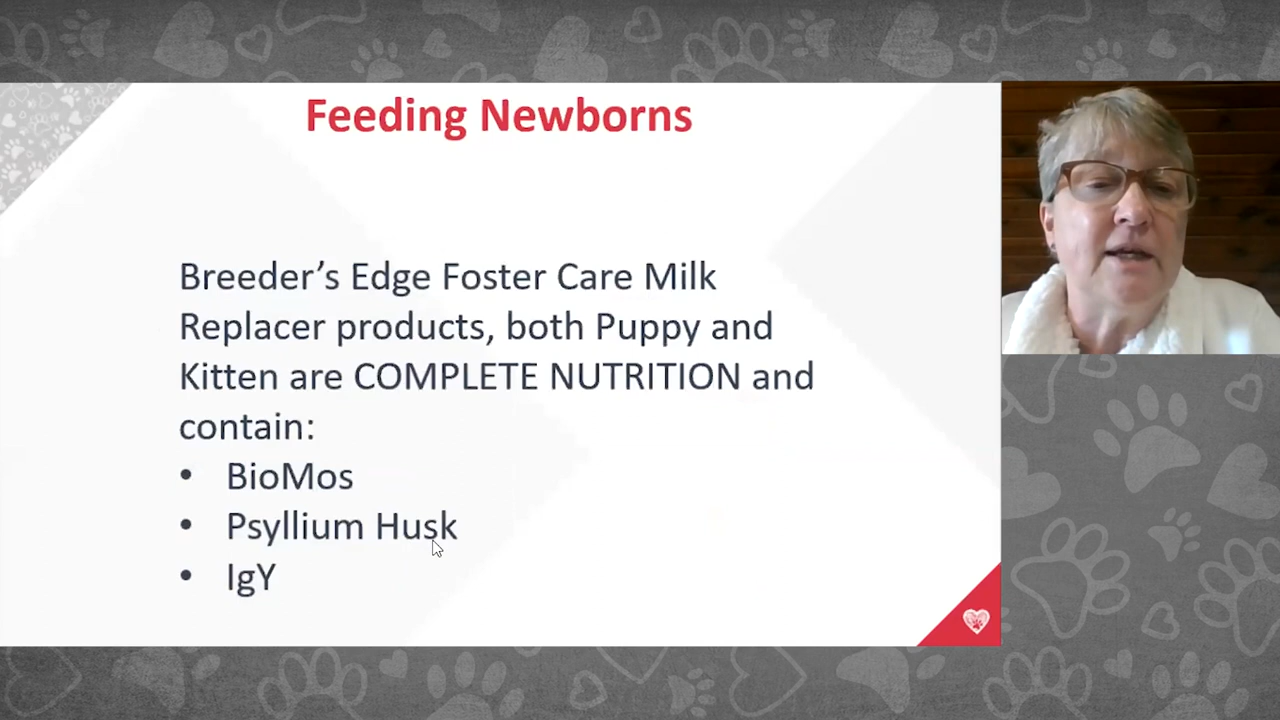 Feeding Newborns
Breeder’s Edge Foster Care Milk
Replacer products, both Puppy and
Kitten are COMPLETE NUTRITION and
contain:
• BioMos
• Psyllium Husk
• IgY